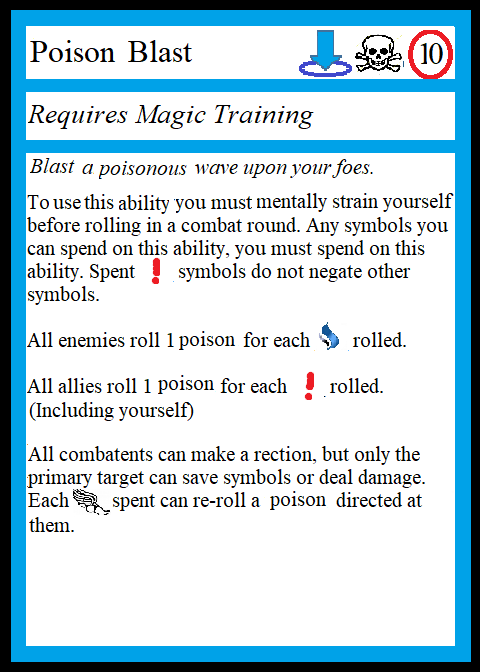 Poison Blast 10
Requires Magic Training
Blast a poisonous wave upon your foes.
To use this ability you must mentally strain yourself
before rolling in a combat round. Any symbols you
can spend on this ability, you must spend on this
ability. Spent ! symbols do not negate other
symbols.
All enemies roll 1 poison for each rolled.
All allies roll 1 poison for each ! rolled.
(Including yourself)
All combatents can make a rection, but only the
primary target can save symbols or deal damage.
Each spent can re-roll a poison directed at
them.